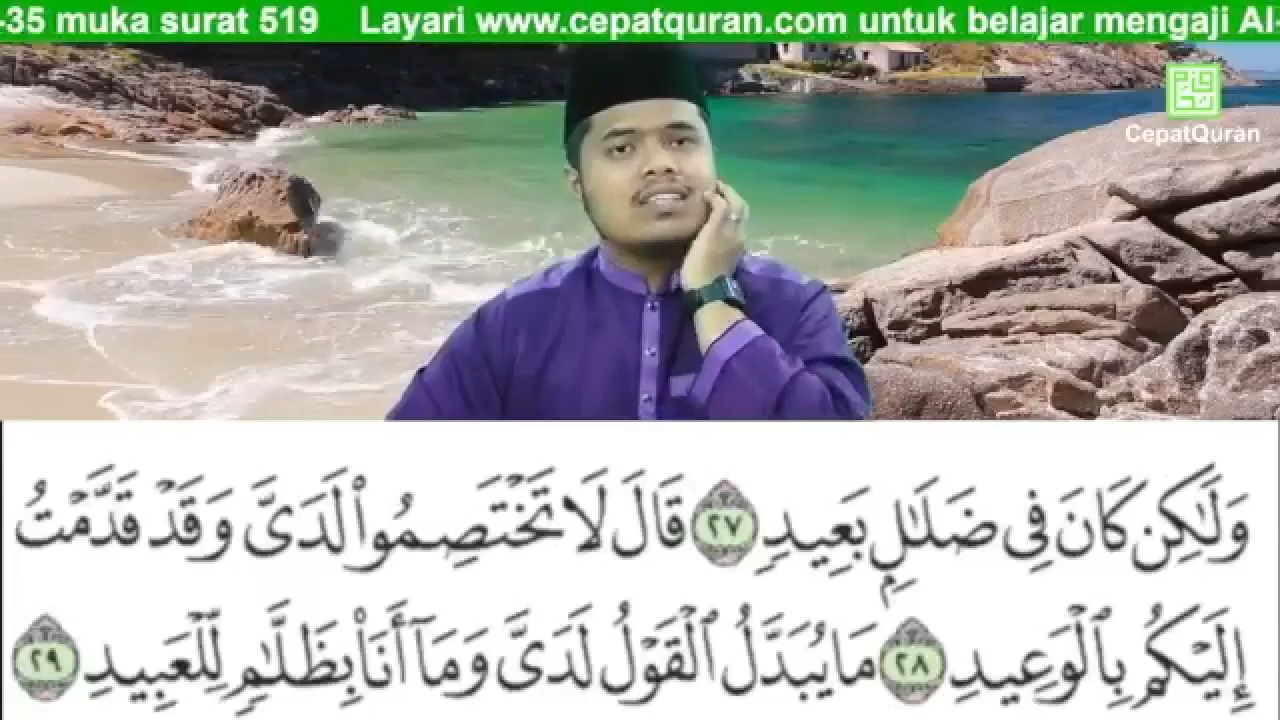 -35 muka surat 519 Layari www.cepatquran.com untuk belajar mengaji Al-
CepatQuran
وَلَٰكِن كَانَ فِى ضَلَٰلٍۭ بَعِيدٍ ٢٧ قَالَ لَا تَخْتَصِمُوا۟ لَدَىَّ وَقَدْ قَدَّمْتُ
إِلَيْكُم بِٱلْوَعِيدِ ٢٨ مَا يُبَدَّلُ ٱلْقَوْلُ لَدَىَّ وَمَآ أَنَا۠ بِظَلَّٰمٍ لِّلْعَبِيدِ ٢٩